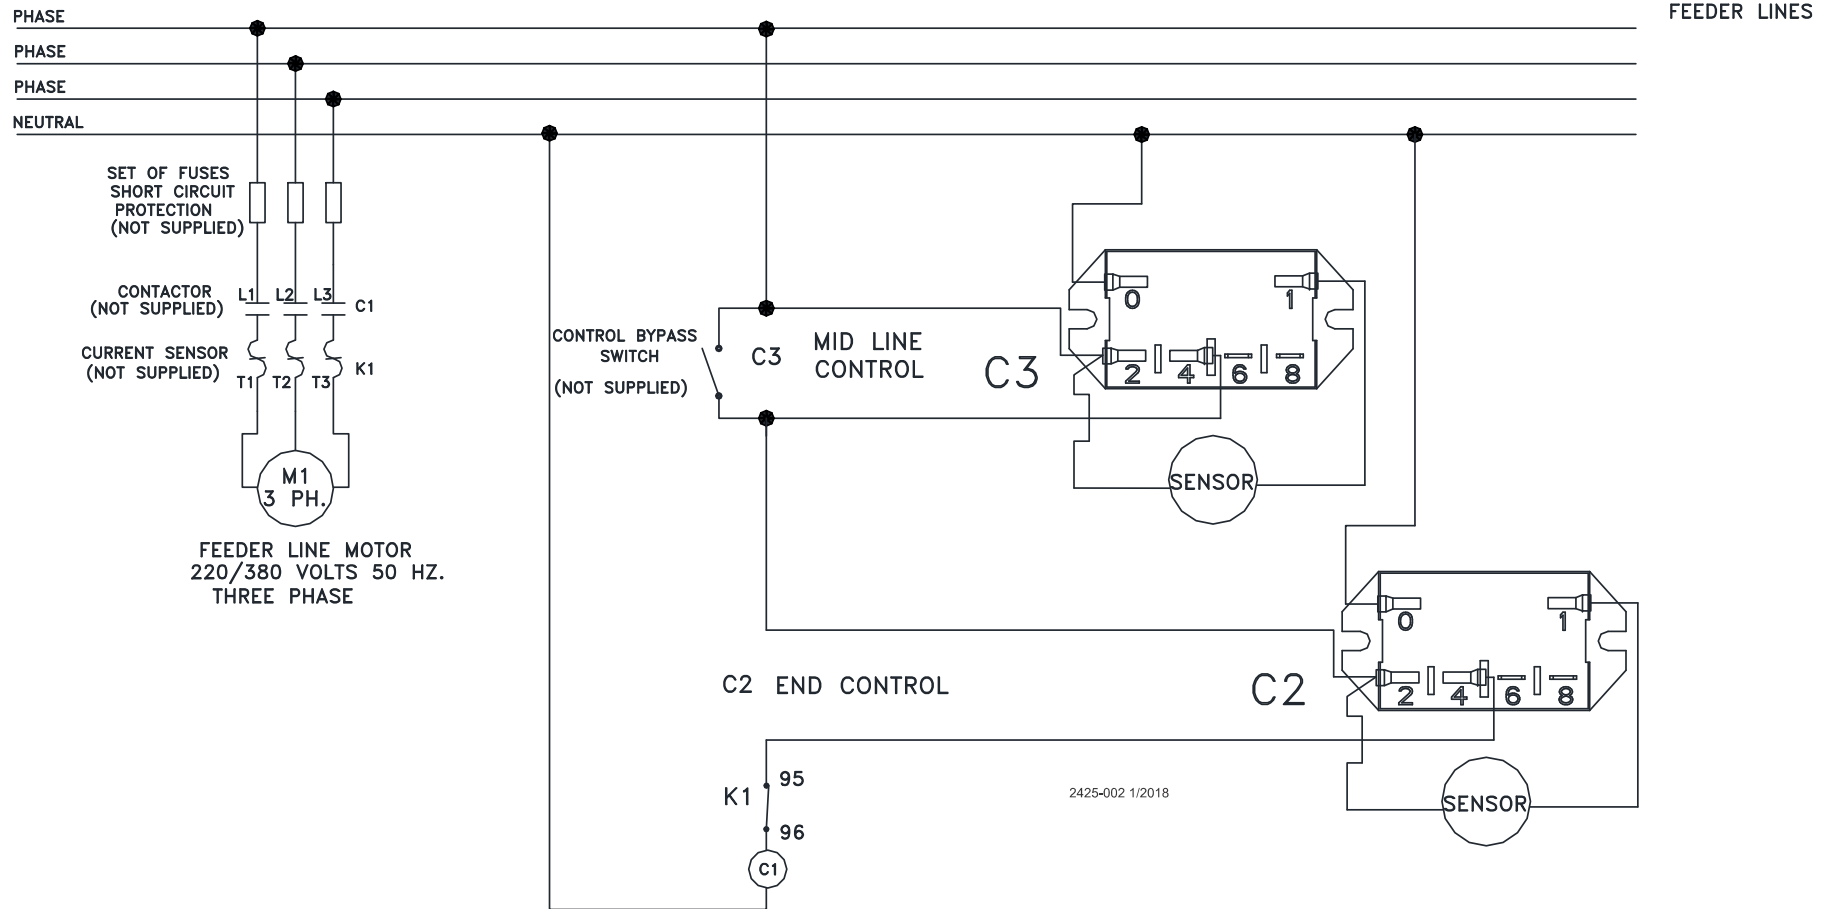 FEEDER LINES
PHASE
PHASE
PHASE
NEUTRAL
SET OF FUSES
SHORT CIRCUIT
PROTECTION
(NOT SUPPLIED)
CONTACTOR
(NOT SUPPLIED)
L1 L2 L3
C1
CURRENT SENSOR
(NOT SUPPLIED)
K1
T1 T2 T3
M1
3 PH.
FEEDER LINE MOTOR
220/380 VOLTS 50 HZ.
THREE PHASE
CONTROL BYPASS
SWITCH
(NOT SUPPLIED)
C3
MID LINE
CONTROL
C3
0 1
2 4 6 8
SENSOR
C2 END CONTROL
C2
0 1
2 4 6 8
SENSOR
K1
95
96
C1
2425-002 1/2018